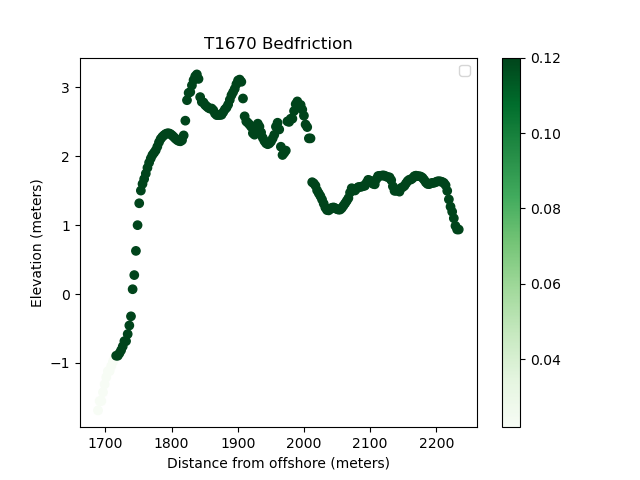 T1670 Bedfriction
3
2
1
0
−1
Elevation (meters)
1700 1800 1900 2000 2100 2200
Distance from offshore (meters)
0.12
0.10
0.08
0.06
0.04